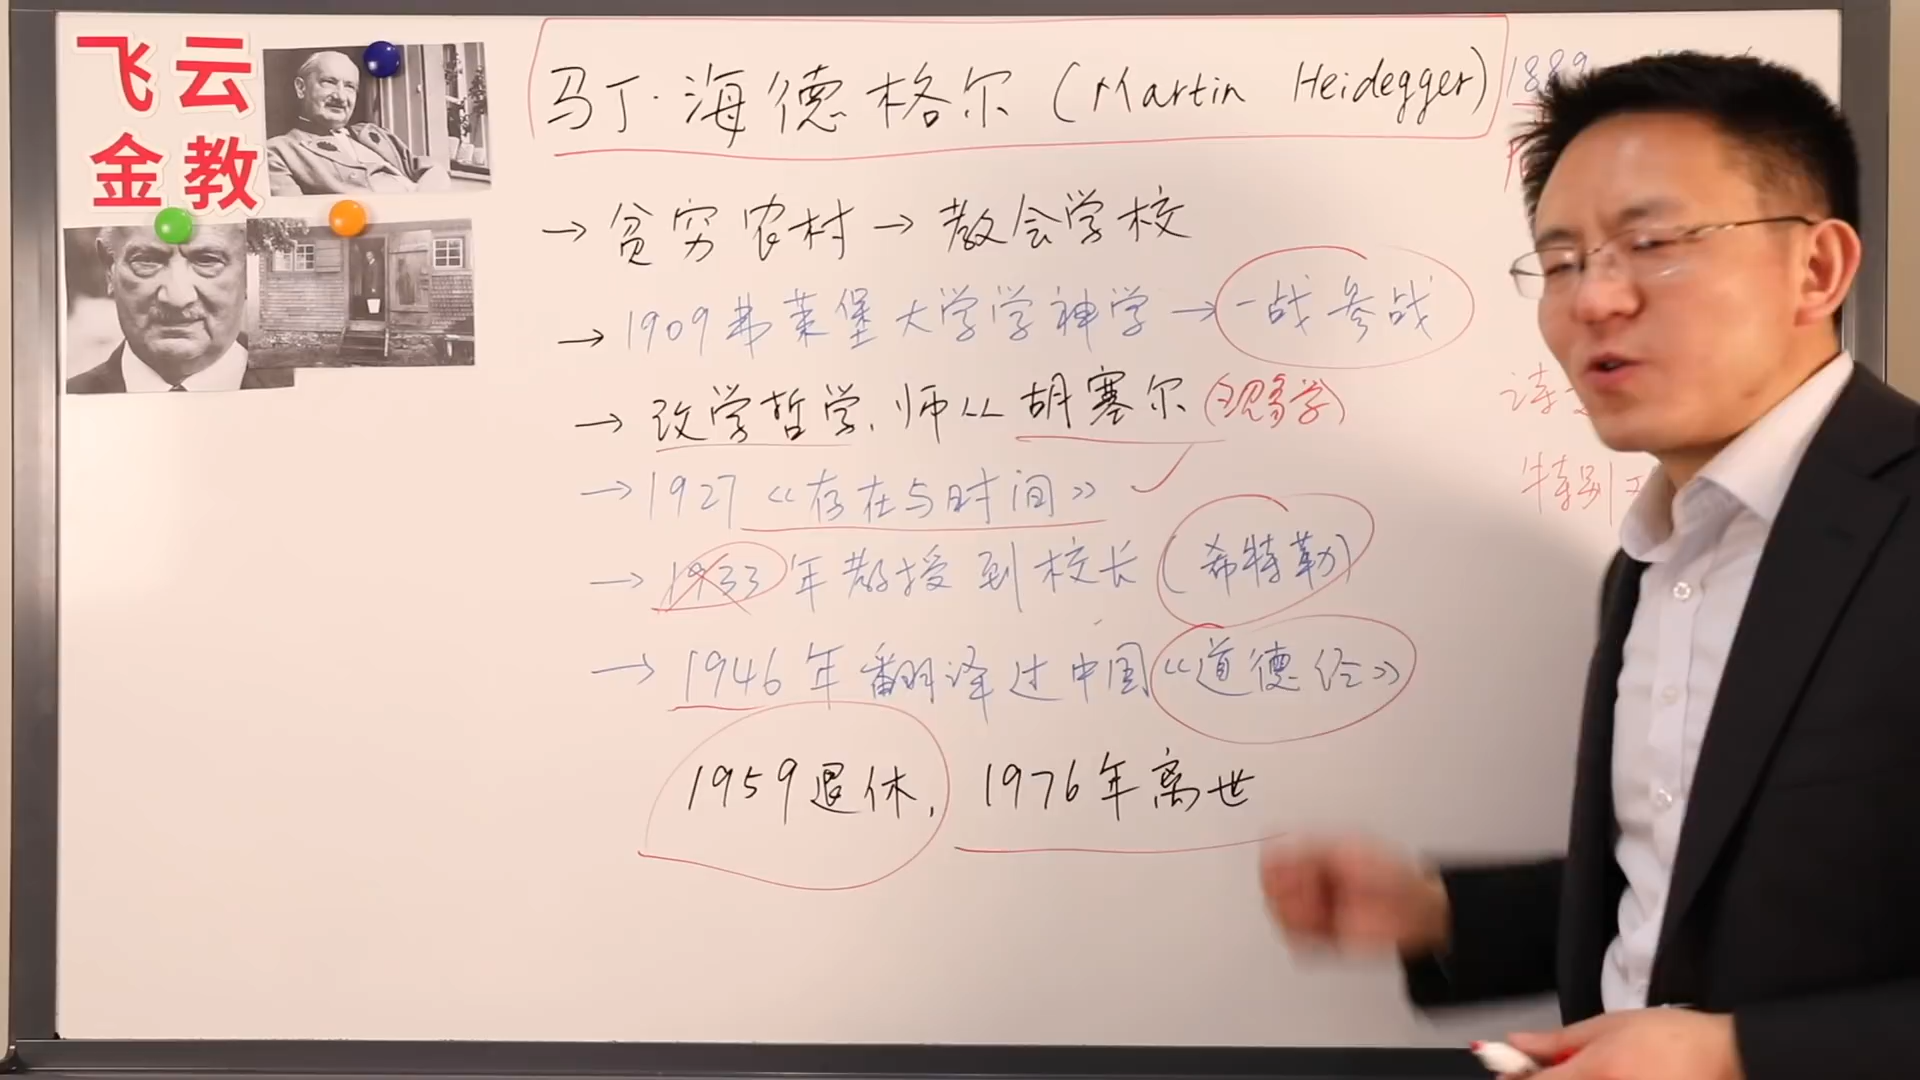 飞云
金教
马丁·海德格尔(Martin Heidegger)
1889
→ 贫穷农村 → 教会学校
→ 1909弗莱堡大学学神学 → 一战参战
→ 改学哲学,师从胡塞尔(现象学)
→ 1927《存在与时间》
→ 1933年教授到校长(希特勒)
→ 1946年翻译过中国《道德经》
1959退休, 1976年离世
诗
特别